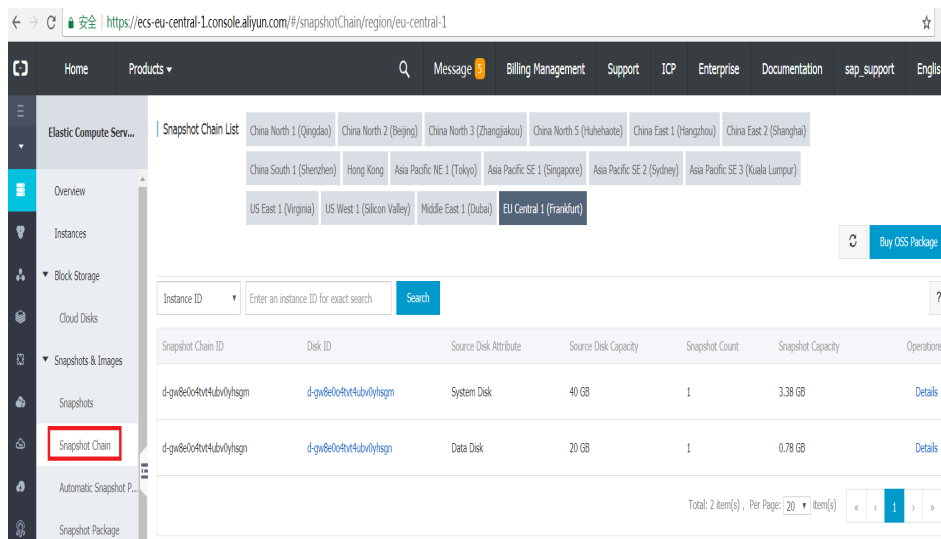 安全 | https://ecs-eu-central-1.console.aliyun.com/#/snapshotChain/region/eu-central-1
Home Products Message 5 Billing Management Support ICP Enterprise Documentation sap_support Englis
Elastic Compute Serv...
Overview
Instances
Block Storage
Cloud Disks
Snapshots & Images
Snapshots
Snapshot Chain
Automatic Snapshot P...
Snapshot Package
Snapshot Chain List China North 1 (Qingdao) China North 2 (Beijing) China North 3 (Zhangjiakou) China North 5 (Huhehaote) China East 1 (Hangzhou) China East 2 (Shanghai)
China South 1 (Shenzhen) Hong Kong Asia Pacific NE 1 (Tokyo) Asia Pacific SE 1 (Singapore) Asia Pacific SE 2 (Sydney) Asia Pacific SE 3 (Kuala Lumpur)
US East 1 (Virginia) US West 1 (Silicon Valley) Middle East 1 (Dubai) EU Central 1 (Frankfurt)
Buy OSS Package
Instance ID Enter an instance ID for exact search Search ?
Snapshot Chain ID Disk ID Source Disk Attribute Source Disk Capacity Snapshot Count Snapshot Capacity Operations
d-gw8e0o4tvt4ubv0yhsgm d-gw8e0o4tvt4ubv0yhsgm System Disk 40 GB 1 3.38 GB Details
d-gw8e0o4tvt4ubv0yhsgn d-gw8e0o4tvt4ubv0yhsgn Data Disk 20 GB 1 0.78 GB Details
Total: 2 item(s) , Per Page: 20 item(s) « ‹ 1 › »